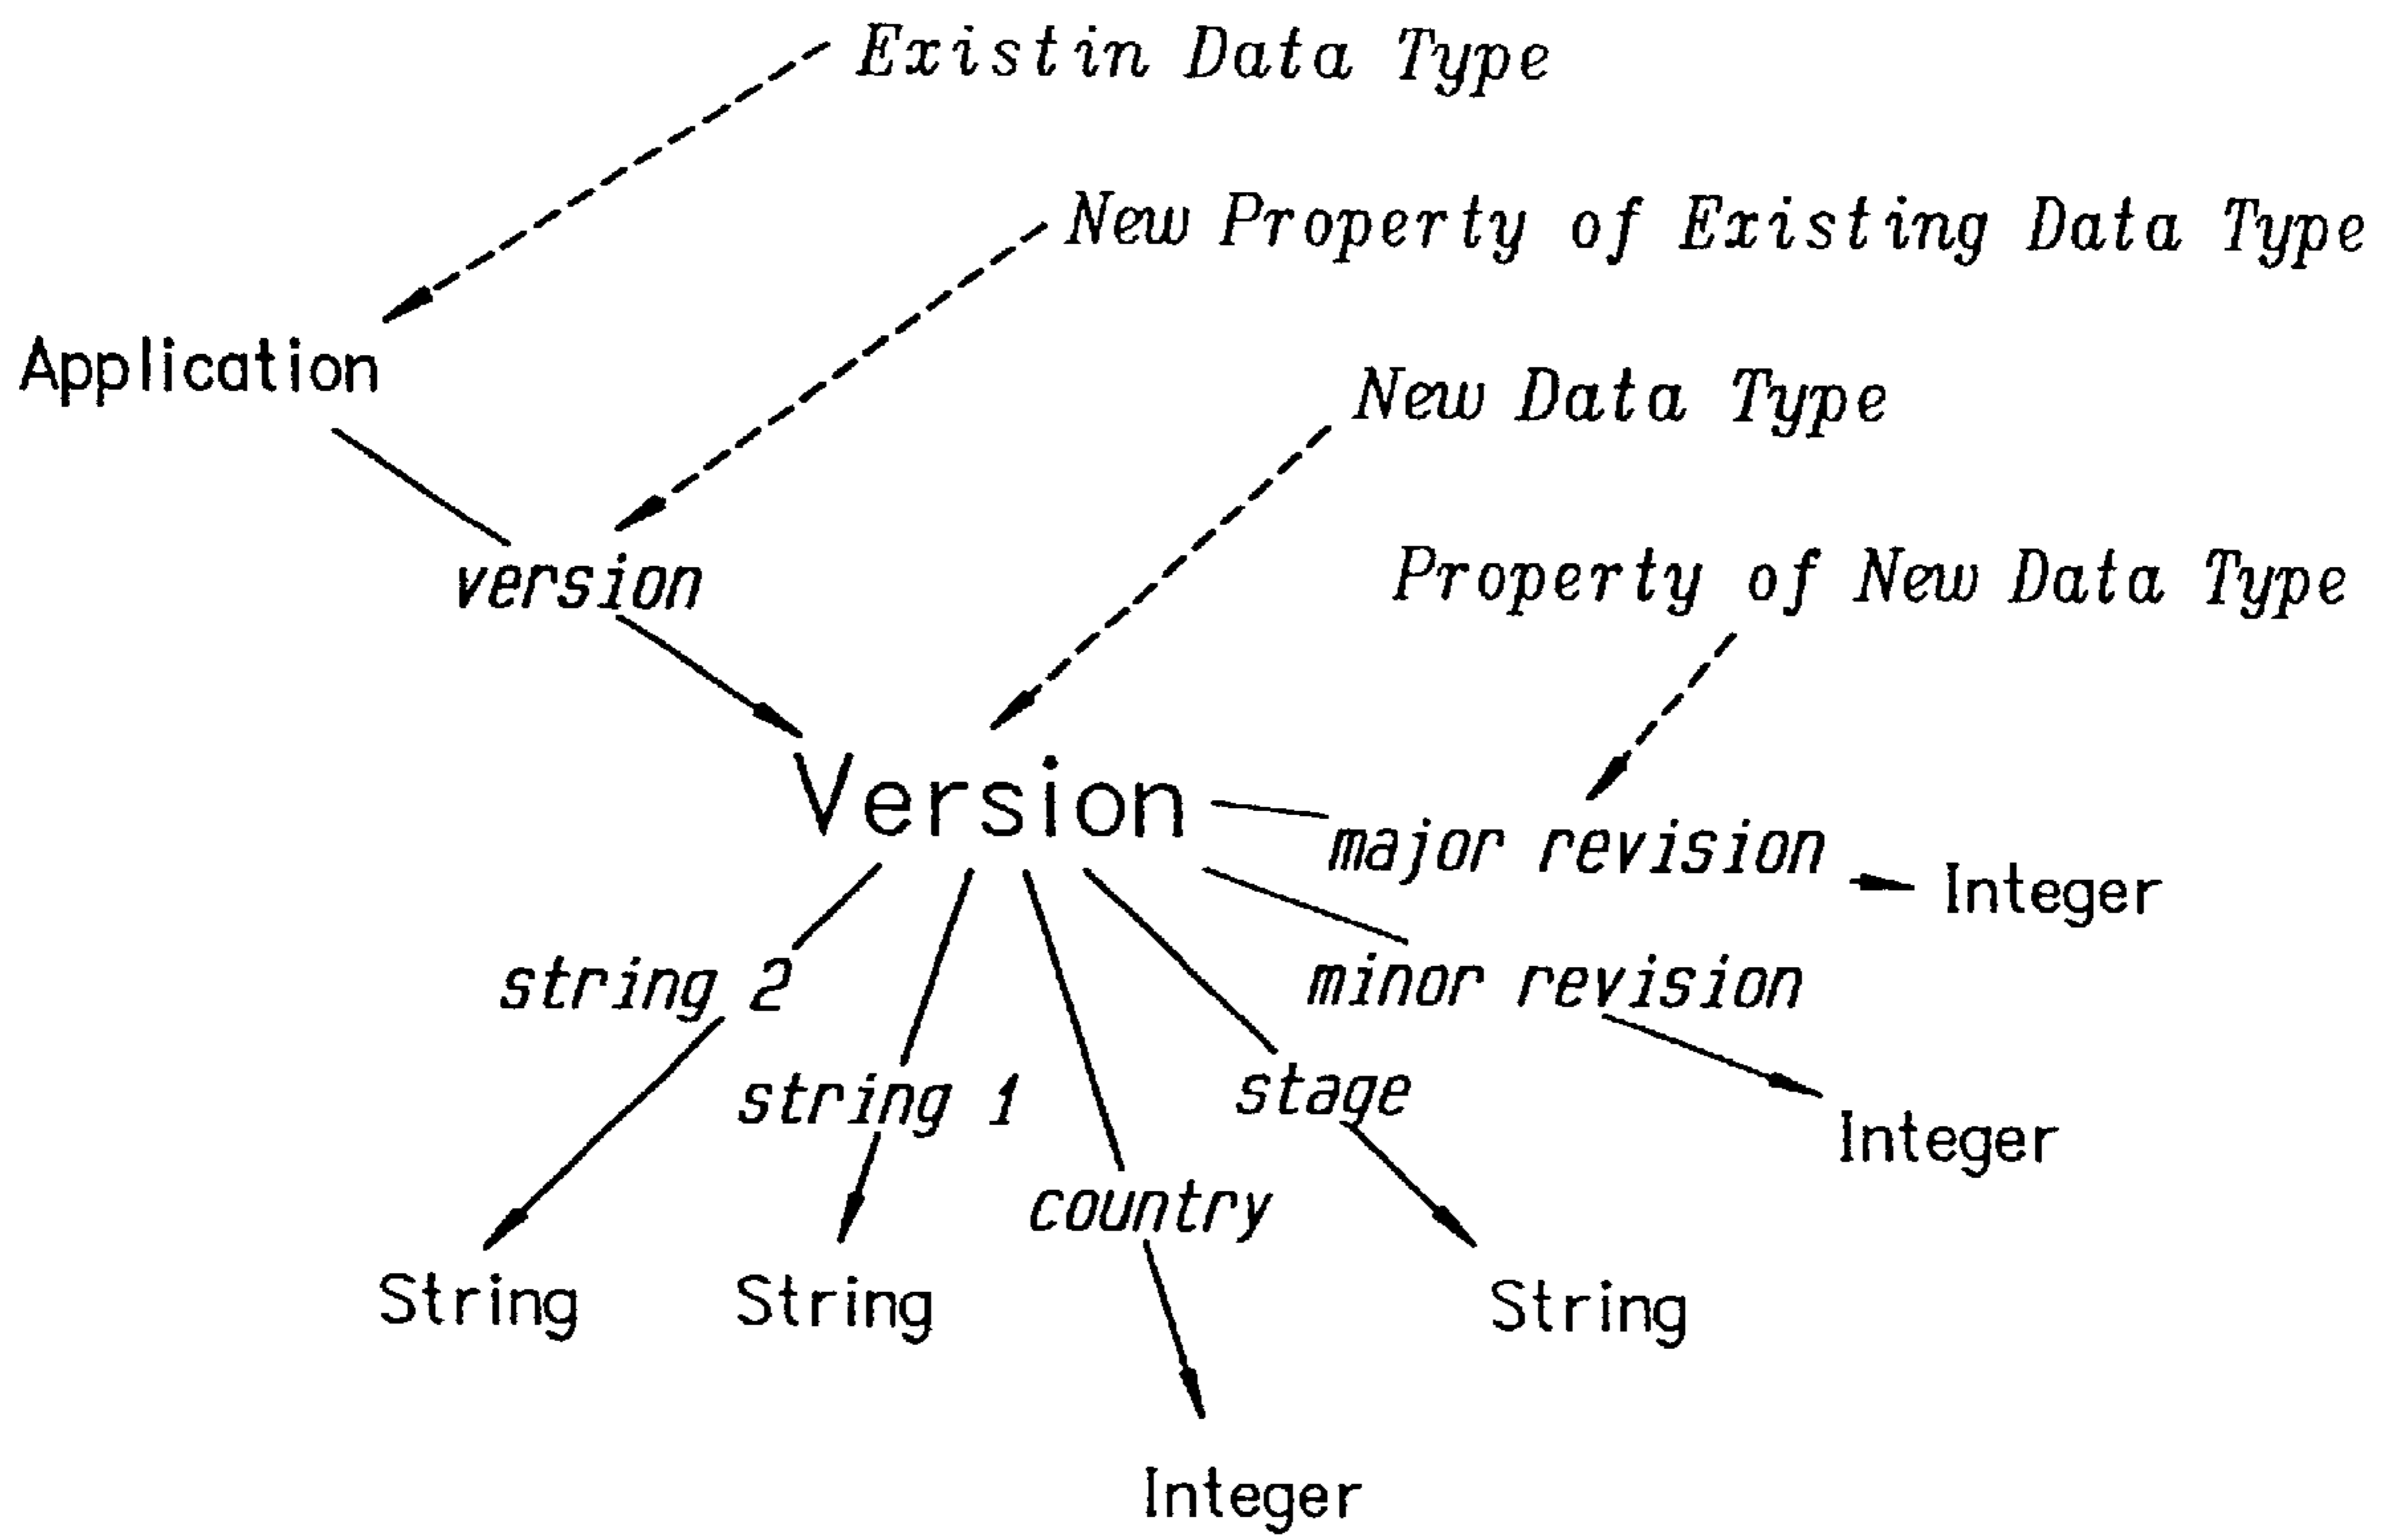 Existin Data Type
New Property of Existing Data Type
Application
New Data Type
version
Property of New Data Type
Version
major revision
Integer
string 2
minor revision
string 1
stage
Integer
country
String
String
String
Integer